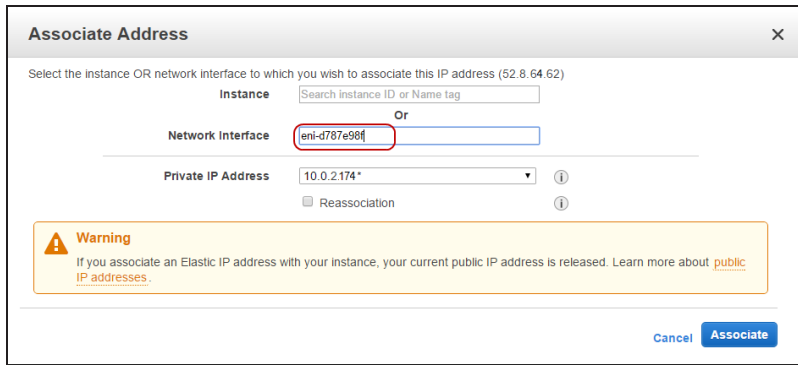 Associate Address
Select the instance OR network interface to which you wish to associate this IP address (52.8.64.62)
Instance Search instance ID or Name tag
Or
Network Interface eni-d787e98f
Private IP Address 10.0.2.174*
Reassociation
Warning
If you associate an Elastic IP address with your instance, your current public IP address is released. Learn more about public
IP addresses.
Cancel Associate